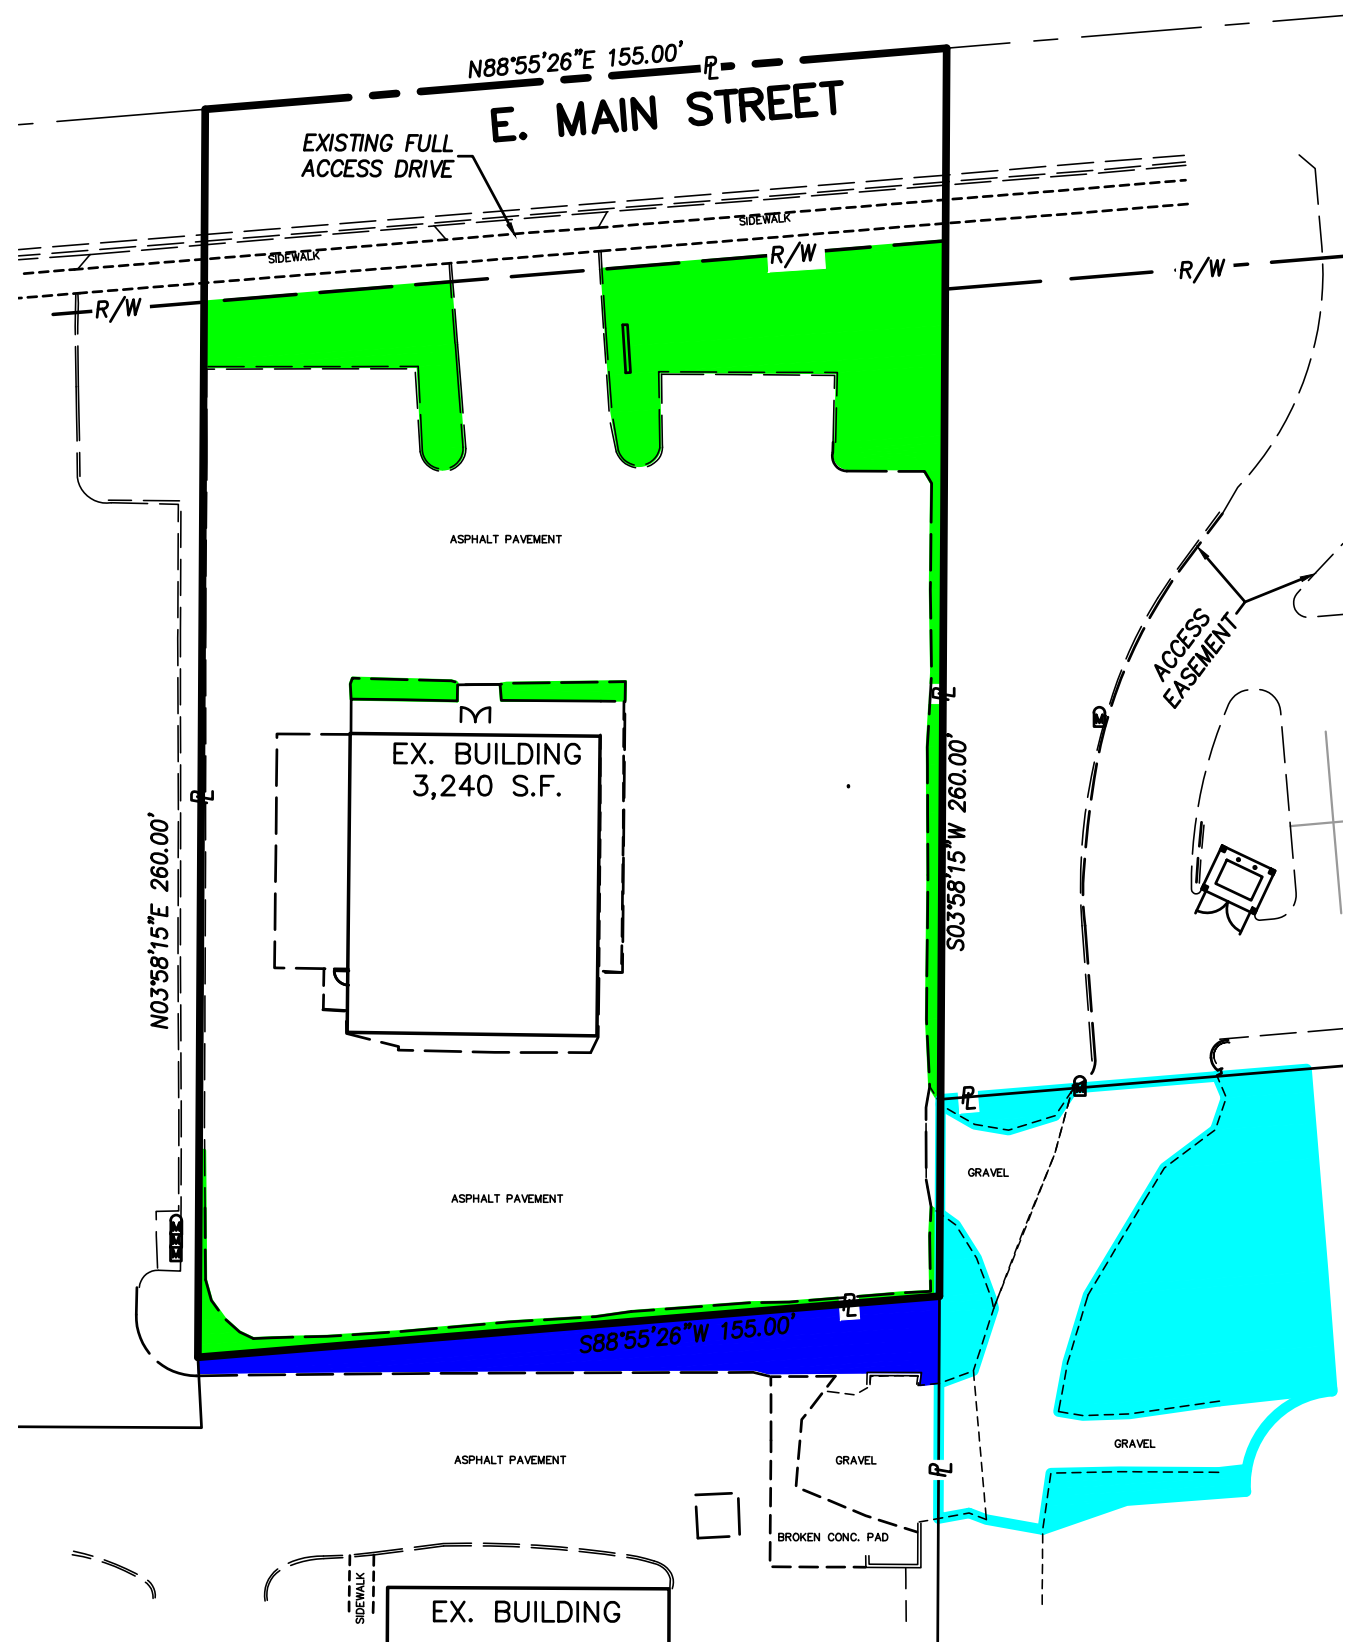 N88°55'26"E 155.00'
PL
E. MAIN STREET
EXISTING FULL
ACCESS DRIVE
SIDEWALK
SIDEWALK
R/W
R/W
R/W
ASPHALT PAVEMENT
ACCESS
EASEMENT
PL
M
EX. BUILDING
3,240 S.F.
PL
S03°58'15"W 260.00'
N03°58'15"E 260.00'
M
PL
GRAVEL
ASPHALT PAVEMENT
M
M
M
PL
S88°55'26"W 155.00'
GRAVEL
ASPHALT PAVEMENT
GRAVEL
PL
BROKEN CONC. PAD
SIDEWALK
EX. BUILDING